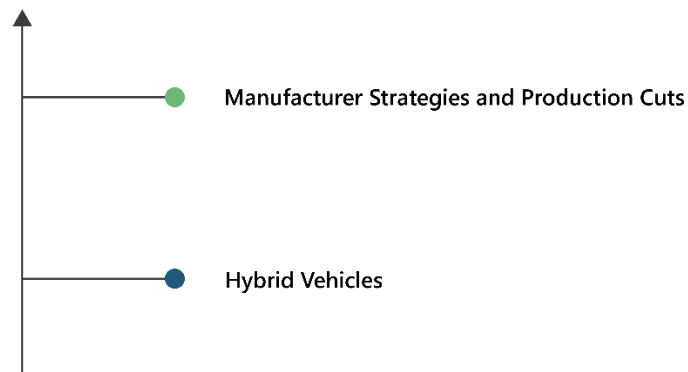 Manufacturer Strategies and Production Cuts
Hybrid Vehicles